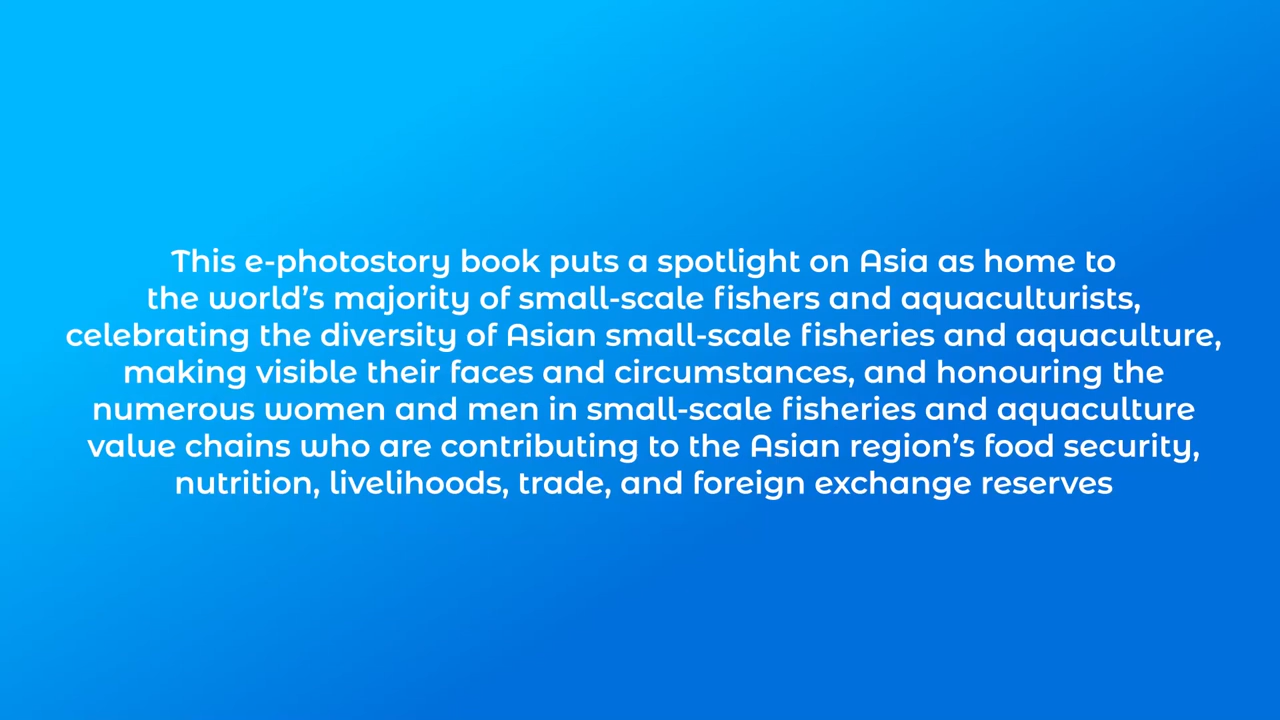 This e-photostory book puts a spotlight on Asia as home to
the world’s majority of small-scale fishers and aquaculturists,
celebrating the diversity of Asian small-scale fisheries and aquaculture,
making visible their faces and circumstances, and honouring the
numerous women and men in small-scale fisheries and aquaculture
value chains who are contributing to the Asian region’s food security,
nutrition, livelihoods, trade, and foreign exchange reserves